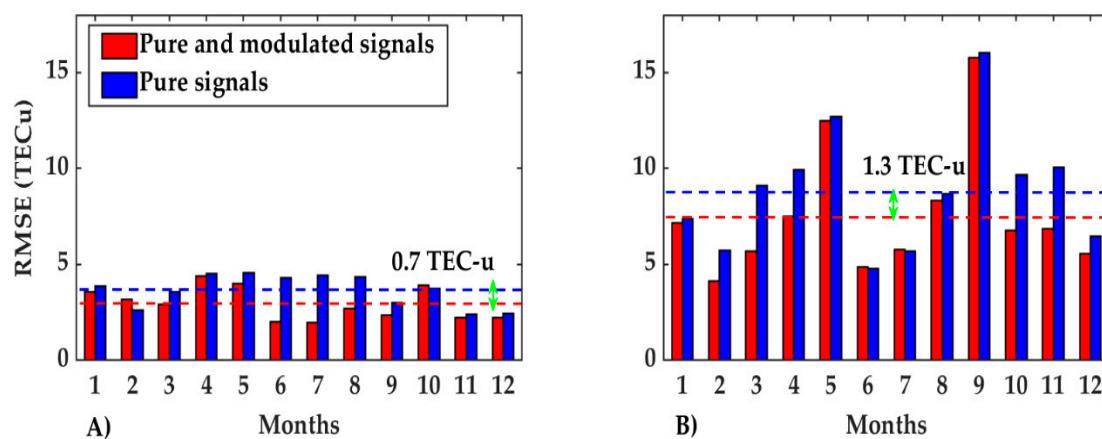 Pure and modulated signals
Pure signals
RMSE (TECu)
15
10
5
0
0.7 TEC-u
1 2 3 4 5 6 7 8 9 10 11 12
A) Months
15
10
5
0
1.3 TEC-u
1 2 3 4 5 6 7 8 9 10 11 12
B) Months